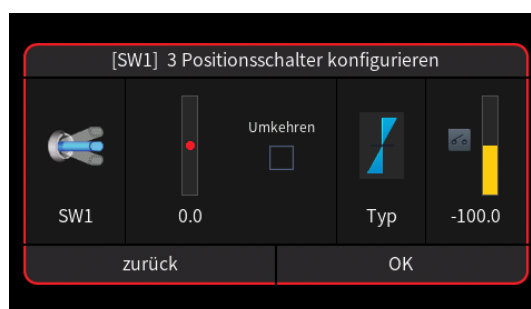 [SW1] 3 Positionsschalter konfigurieren
Umkehren
SW1
0.0
Typ
-100.0
zurück
OK